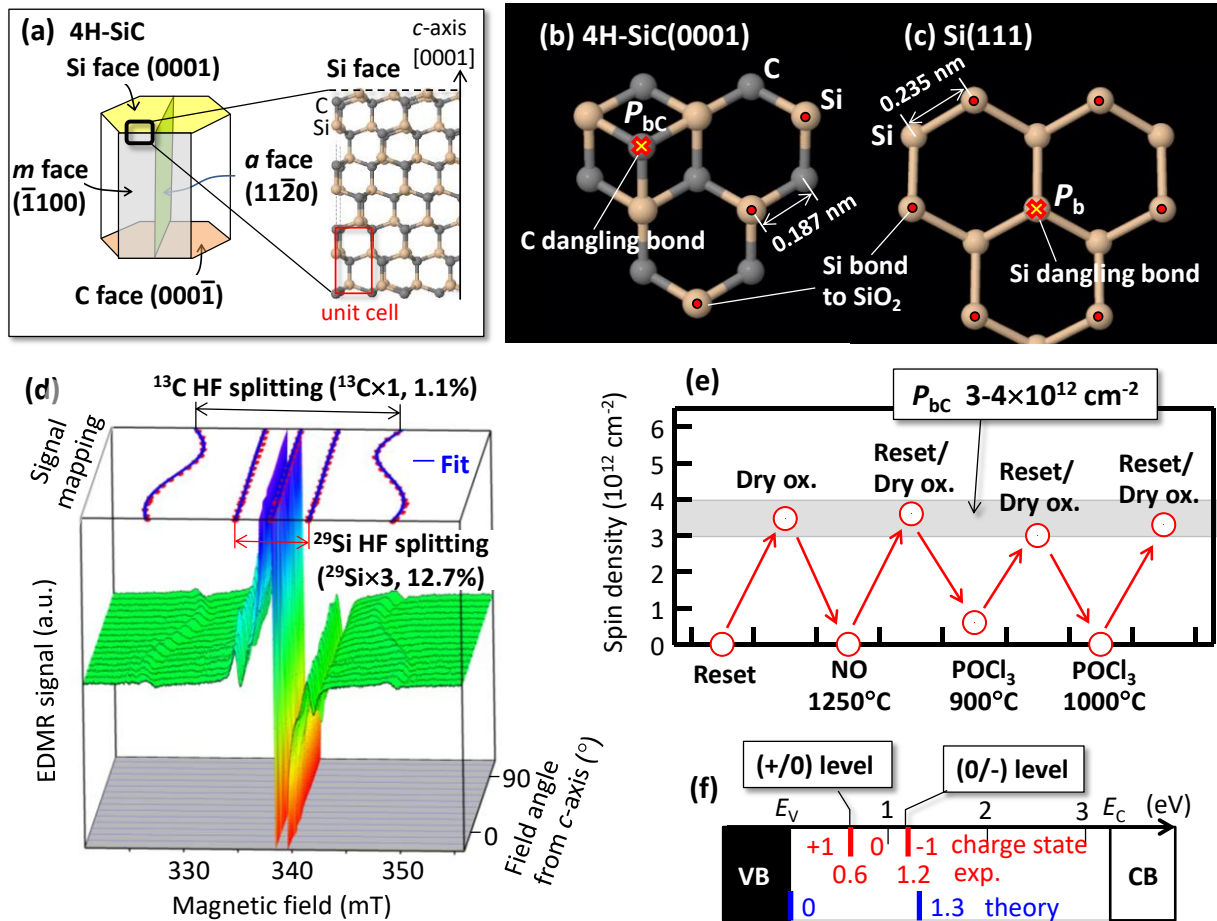 (a) 4H-SiC
c-axis
[0001]
Si face (0001)
Si face
C
Si
m face
(1̅100)
a face
(112̅0)
C face (0001̅)
unit cell
(b) 4H-SiC(0001)
C
Si
PbC
0.187 nm
C dangling bond
Si bond
to SiO2
(c) Si(111)
0.235 nm
Si
Pb
Si dangling bond
(d)
13C HF splitting (13C×1, 1.1%)
Signal
mapping
Fit
29Si HF splitting
(29Si×3, 12.7%)
EDMR signal (a.u.)
90
0
Field angle
from c-axis (°)
330
340
350
Magnetic field (mT)
(e)
PbC 3-4×10^12 cm^-2
Spin density (10^12 cm^-2)
6
5
4
3
2
1
0
Dry ox.
Reset/
Dry ox.
Reset/
Dry ox.
Reset/
Dry ox.
Reset
NO
1250°C
POCl3
900°C
POCl3
1000°C
(f)
(+/0) level
(0/-) level
EV 1 2 3 EC (eV)
VB
+1 0 -1 charge state
0.6 1.2 exp.
0 1.3 theory
CB